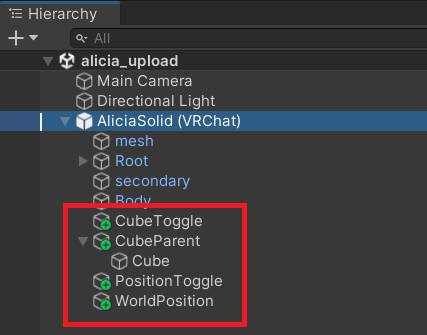 Hierarchy
All
alicia_upload
Main Camera
Directional Light
AliciaSolid (VRChat)
mesh
Root
secondary
Body
CubeToggle
CubeParent
Cube
PositionToggle
WorldPosition